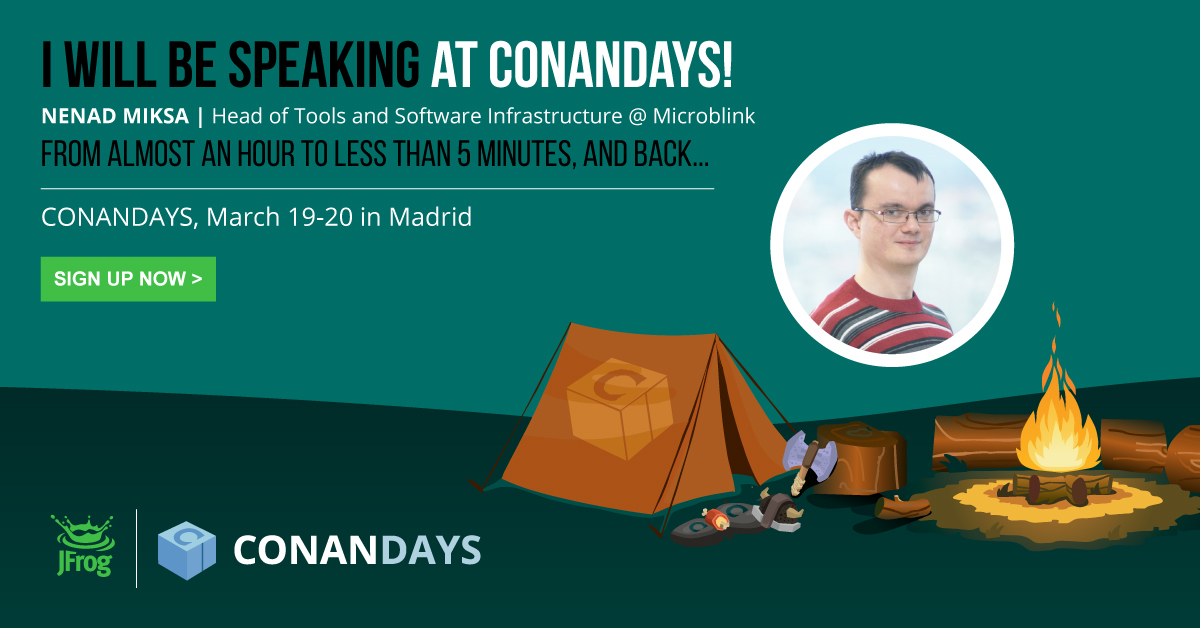 I WILL BE SPEAKING AT CONANDAYS!
NENAD MIKSA | Head of Tools and Software Infrastructure @ Microblink
FROM ALMOST AN HOUR TO LESS THAN 5 MINUTES, AND BACK...
CONANDAYS, March 19-20 in Madrid
SIGN UP NOW >
C
JFrog
C
CONANDAYS